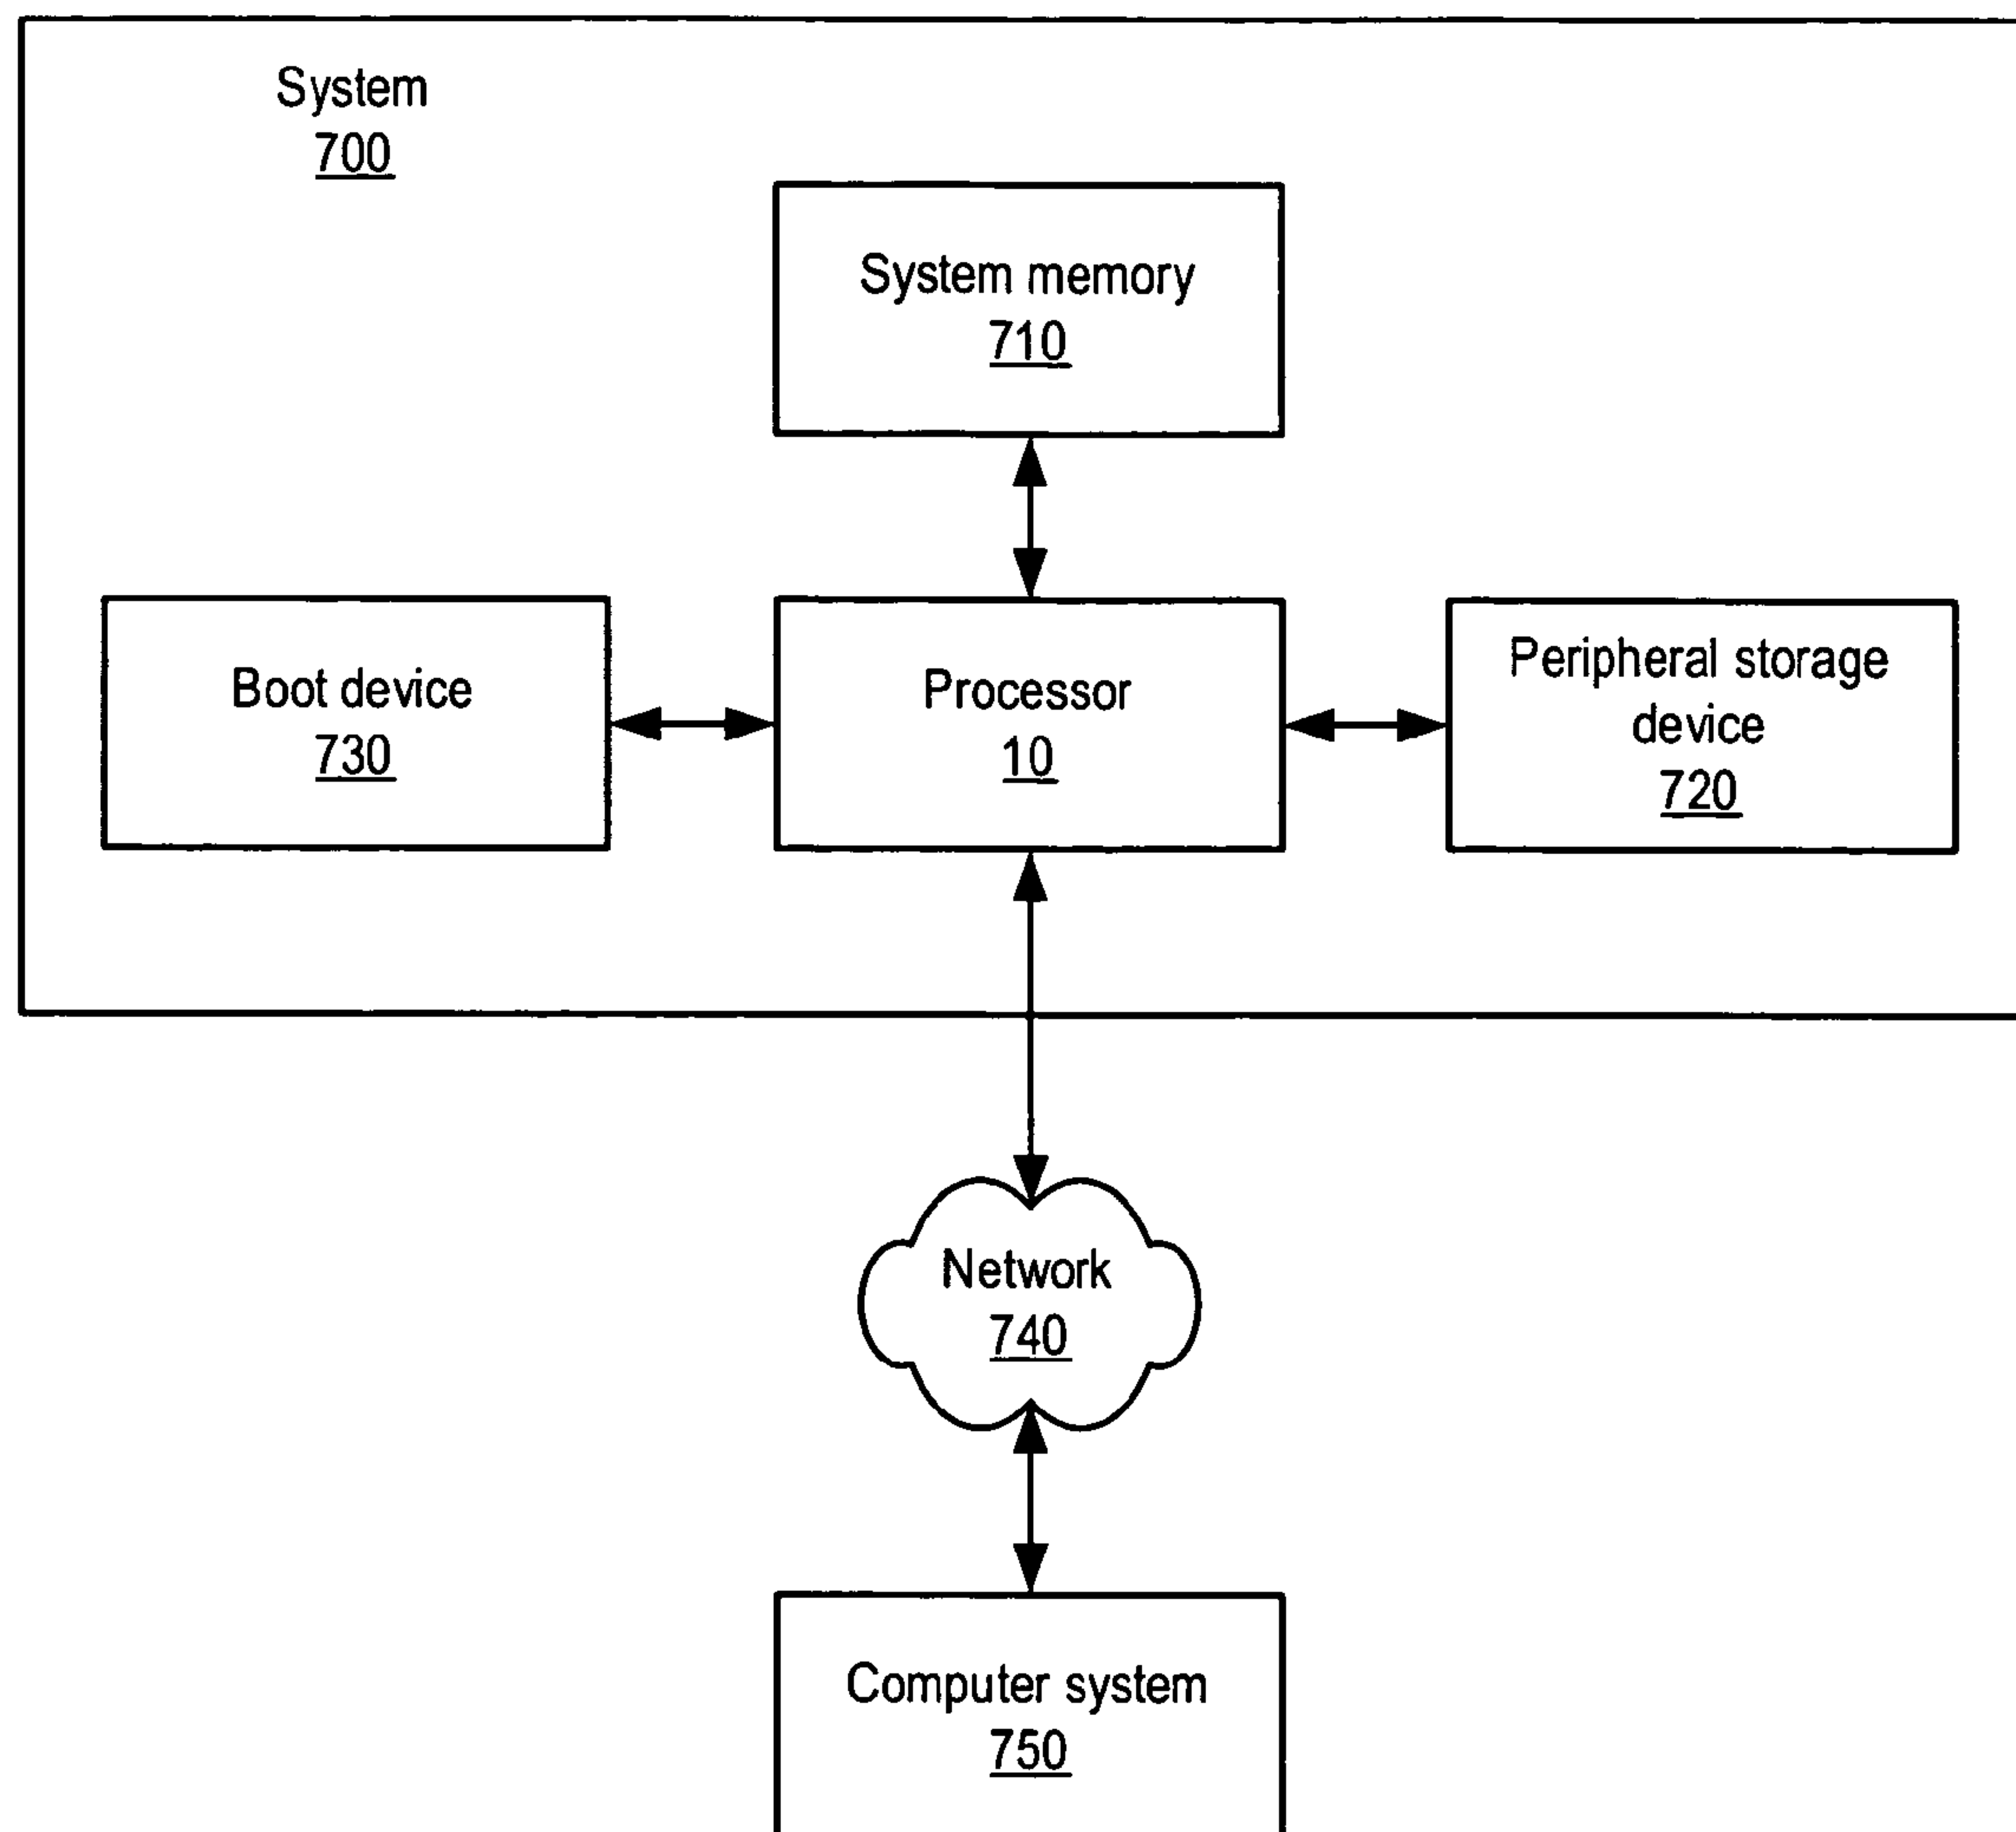 System
700
System memory
710
Boot device
730
Processor
10
Peripheral storage
device
720
Network
740
Computer system
750